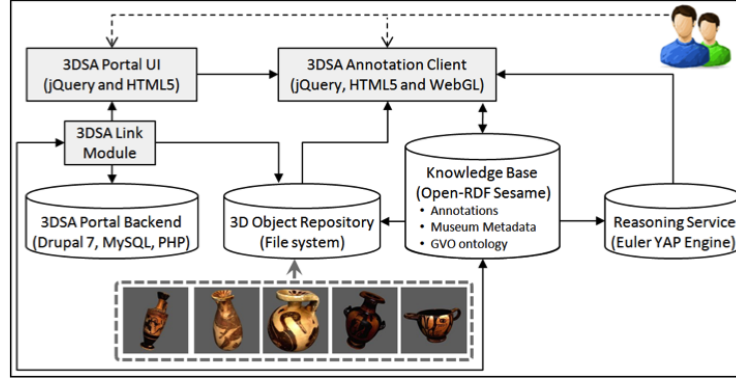 3DSA Portal UI
(jQuery and HTML5)
3DSA Annotation Client
(jQuery, HTML5 and WebGL)
3DSA Link
Module
3DSA Portal Backend
(Drupal 7, MySQL, PHP)
3D Object Repository
(File system)
Knowledge Base
(Open-RDF Sesame)
• Annotations
• Museum Metadata
• GVO ontology
Reasoning Service
(Euler YAP Engine)